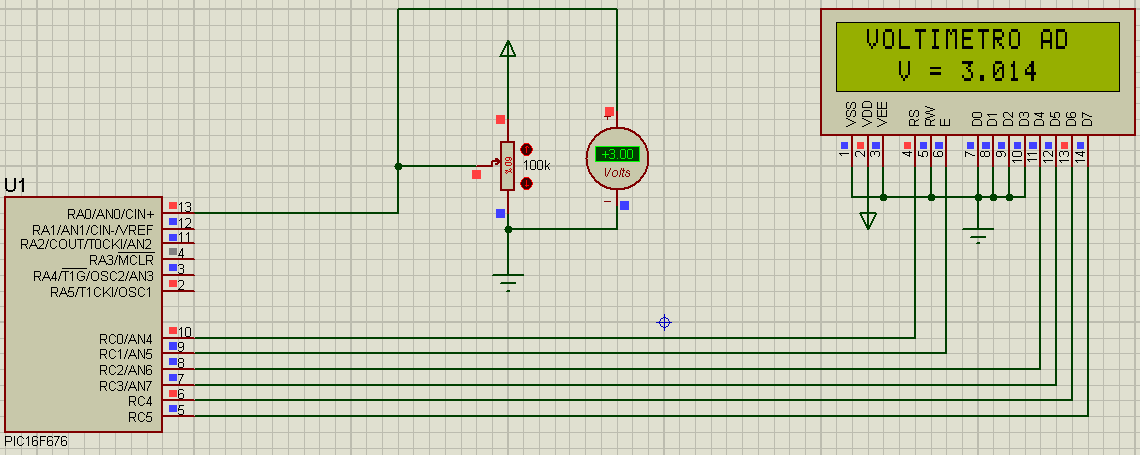 VOLTIMETRO AD
V = 3.014
VSS
VDD
VEE
RS
RW
E
D0
D1
D2
D3
D4
D5
D6
D7
1
2
3
4
5
6
7
8
9
10
11
12
13
14
+
+3.00
Volts
−
60 %
100k
U1
RA0/AN0/CIN+ 13
RA1/AN1/CIN-/VREF 12
RA2/COUT/T0CKI/AN2 11
RA3/MCLR 4
RA4/T1G/OSC2/AN3 3
RA5/T1CKI/OSC1 2
RC0/AN4 10
RC1/AN5 9
RC2/AN6 8
RC3/AN7 7
RC4 6
RC5 5
PIC16F676